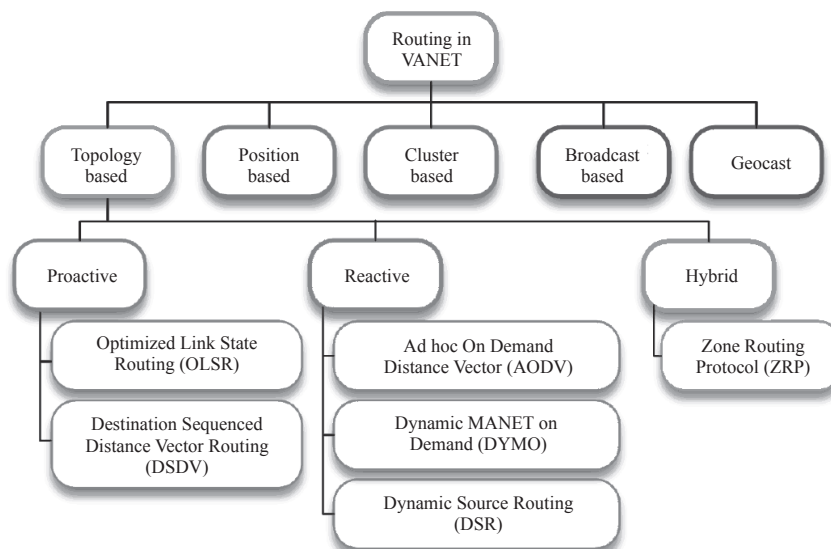 Routing in
VANET
Topology
based
Position
based
Cluster
based
Broadcast
based
Geocast
Proactive
Reactive
Hybrid
Optimized Link State
Routing (OLSR)
Destination Sequenced
Distance Vector Routing
(DSDV)
Ad hoc On Demand
Distance Vector (AODV)
Dynamic MANET on
Demand (DYMO)
Dynamic Source Routing
(DSR)
Zone Routing
Protocol (ZRP)